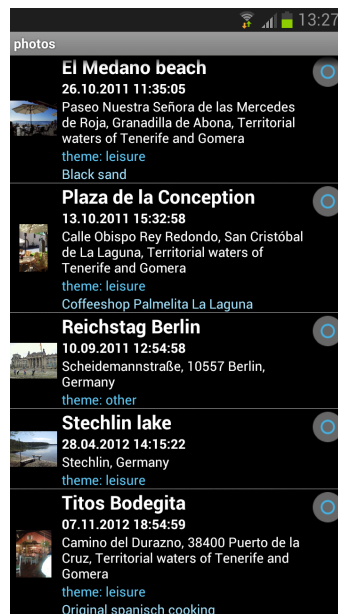 13:27
photos
El Medano beach
26.10.2011 11:35:05
Paseo Nuestra Señora de las Mercedes
de Roja, Granadilla de Abona, Territorial
waters of Tenerife and Gomera
theme: leisure
Black sand
Plaza de la Conception
13.10.2011 15:32:58
Calle Obispo Rey Redondo, San Cristóbal
de La Laguna, Territorial waters of
Tenerife and Gomera
theme: leisure
Coffeeshop Palmelita La Laguna
Reichstag Berlin
10.09.2011 12:54:58
Scheidemannstraße, 10557 Berlin,
Germany
theme: other
Stechlin lake
28.04.2012 14:15:22
Stechlin, Germany
theme: leisure
Titos Bodegita
07.11.2012 18:54:59
Camino del Durazno, 38400 Puerto de la
Cruz, Territorial waters of Tenerife and
Gomera
theme: leisure
Original spanisch cooking